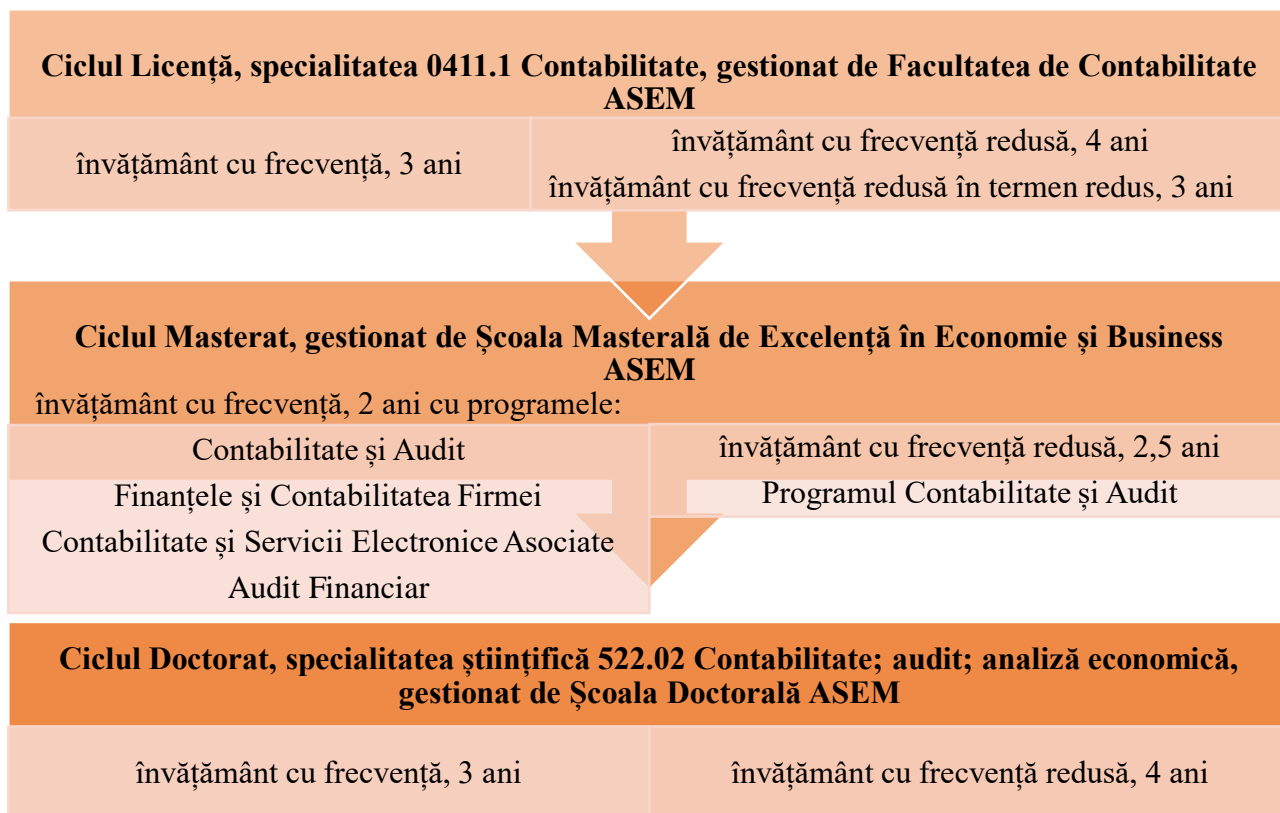 Ciclul Licență, specialitatea 0411.1 Contabilitate, gestionat de Facultatea de Contabilitate
ASEM
învățământ cu frecvență, 3 ani
învățământ cu frecvență redusă, 4 ani
învățământ cu frecvență redusă în termen redus, 3 ani
Ciclul Masterat, gestionat de Școala Masterală de Excelență în Economie și Business
ASEM
învățământ cu frecvență, 2 ani cu programele:
Contabilitate și Audit
Finanțele și Contabilitatea Firmei
Contabilitate și Servicii Electronice Asociate
Audit Financiar
învățământ cu frecvență redusă, 2,5 ani
Programul Contabilitate și Audit
Ciclul Doctorat, specialitatea științifică 522.02 Contabilitate; audit; analiză economică,
gestionat de Școala Doctorală ASEM
învățământ cu frecvență, 3 ani
învățământ cu frecvență redusă, 4 ani